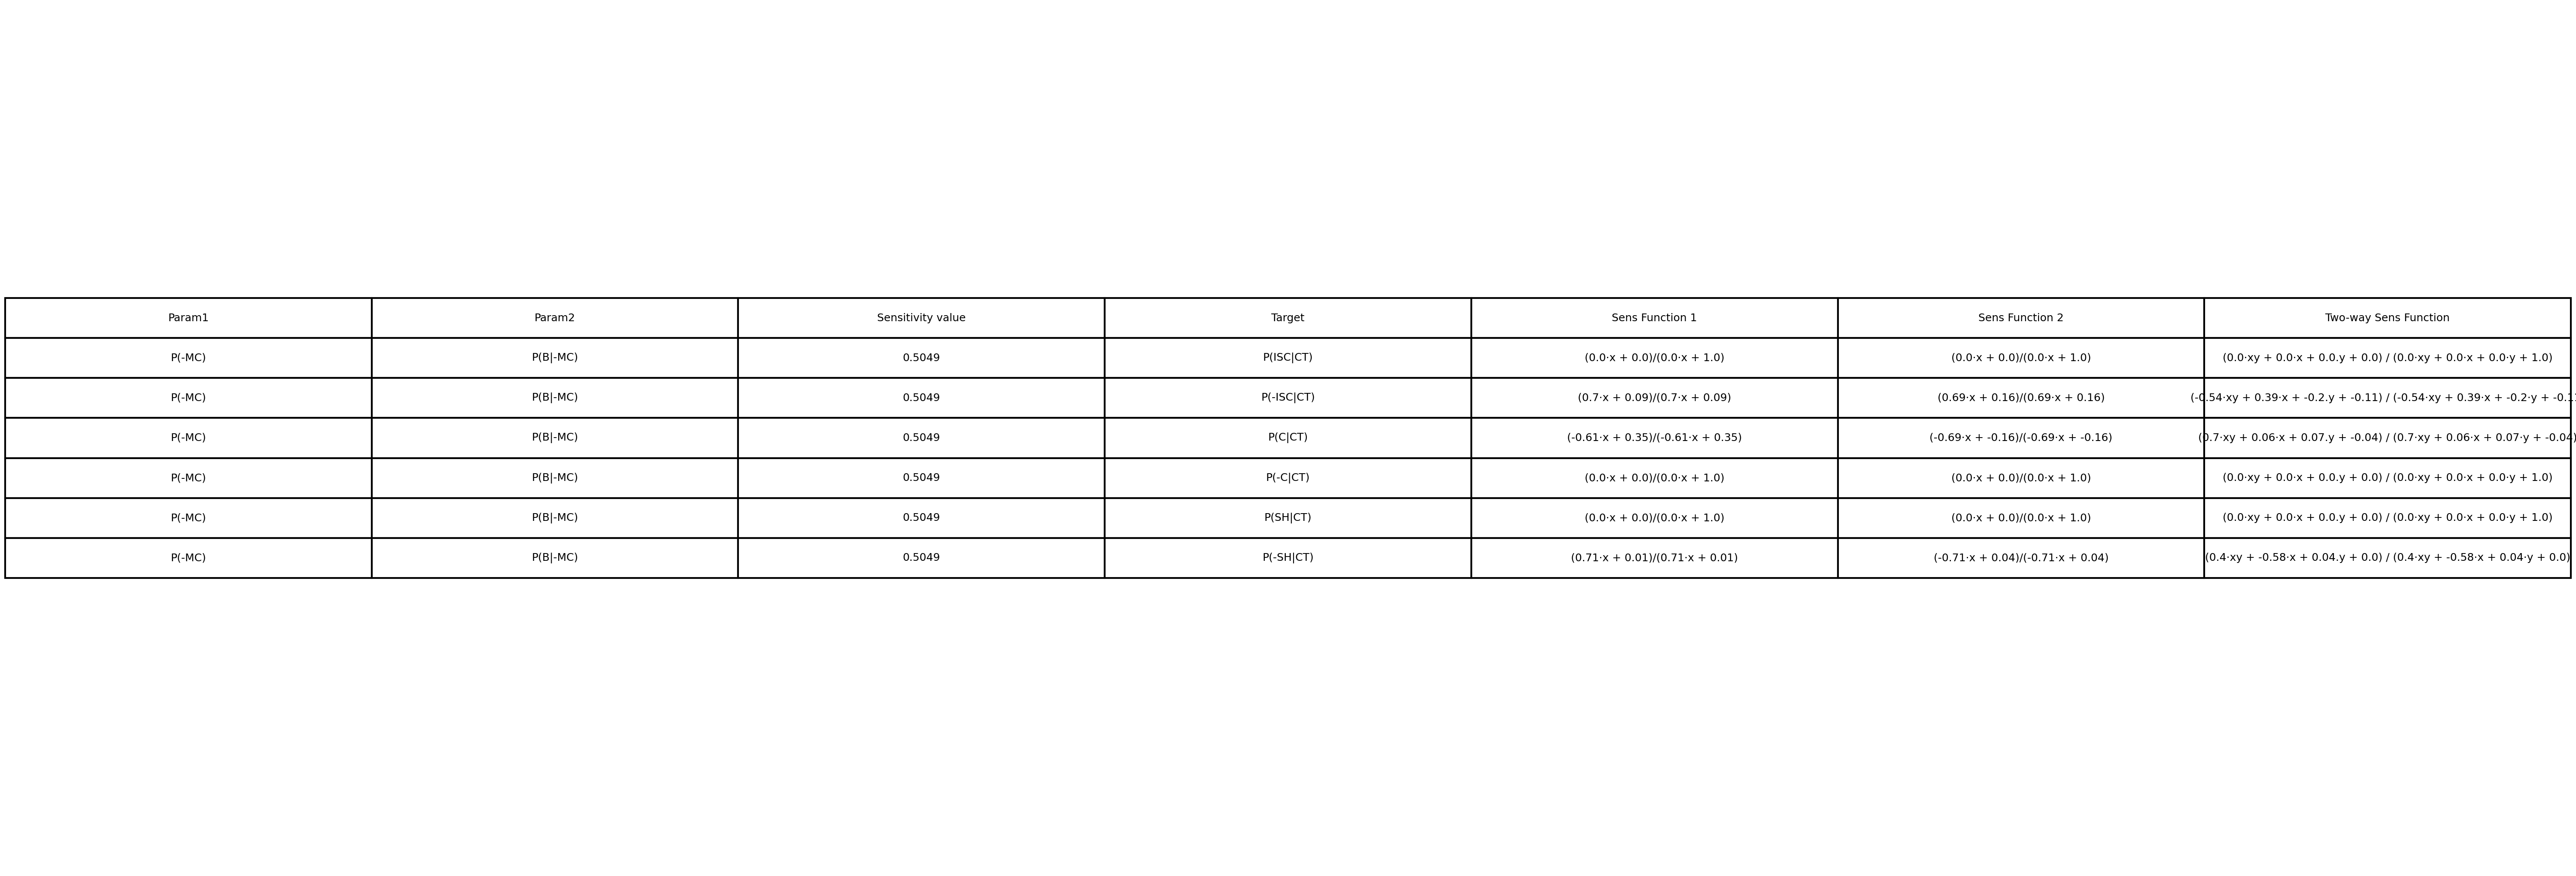 Param1 Param2 Sensitivity value Target Sens Function 1 Sens Function 2 Two-way Sens Function
P(-MC) P(B|-MC) 0.5049 P(ISC|CT) (0.0·x + 0.0)/(0.0·x + 1.0) (0.0·x + 0.0)/(0.0·x + 1.0) (0.0·xy + 0.0·x + 0.0.y + 0.0) / (0.0·xy + 0.0·x + 0.0·y + 1.0)
P(-MC) P(B|-MC) 0.5049 P(-ISC|CT) (0.7·x + 0.09)/(0.7·x + 0.09) (0.69·x + 0.16)/(0.69·x + 0.16) (-0.54·xy + 0.39·x + -0.2.y + -0.11) / (-0.54·xy + 0.39·x + -0.2·y +
P(-MC) P(B|-MC) 0.5049 P(C|CT) (-0.61·x + 0.35)/(-0.61·x + 0.35) (-0.69·x + -0.16)/(-0.69·x + -0.16) (0.7·xy + 0.06·x + 0.07.y + -0.04) / (0.7·xy + 0.06·x + 0.07·y + -0.04)
P(-MC) P(B|-MC) 0.5049 P(-C|CT) (0.0·x + 0.0)/(0.0·x + 1.0) (0.0·x + 0.0)/(0.0·x + 1.0) (0.0·xy + 0.0·x + 0.0.y + 0.0) / (0.0·xy + 0.0·x + 0.0·y + 1.0)
P(-MC) P(B|-MC) 0.5049 P(SH|CT) (0.0·x + 0.0)/(0.0·x + 1.0) (0.0·x + 0.0)/(0.0·x + 1.0) (0.0·xy + 0.0·x + 0.0.y + 0.0) / (0.0·xy + 0.0·x + 0.0·y + 1.0)
P(-MC) P(B|-MC) 0.5049 P(-SH|CT) (0.71·x + 0.01)/(0.71·x + 0.01) (-0.71·x + 0.04)/(-0.71·x + 0.04) (0.4·xy + -0.58·x + 0.04.y + 0.0) / (0.4·xy + -0.58·x + 0.04·y + 0.0)